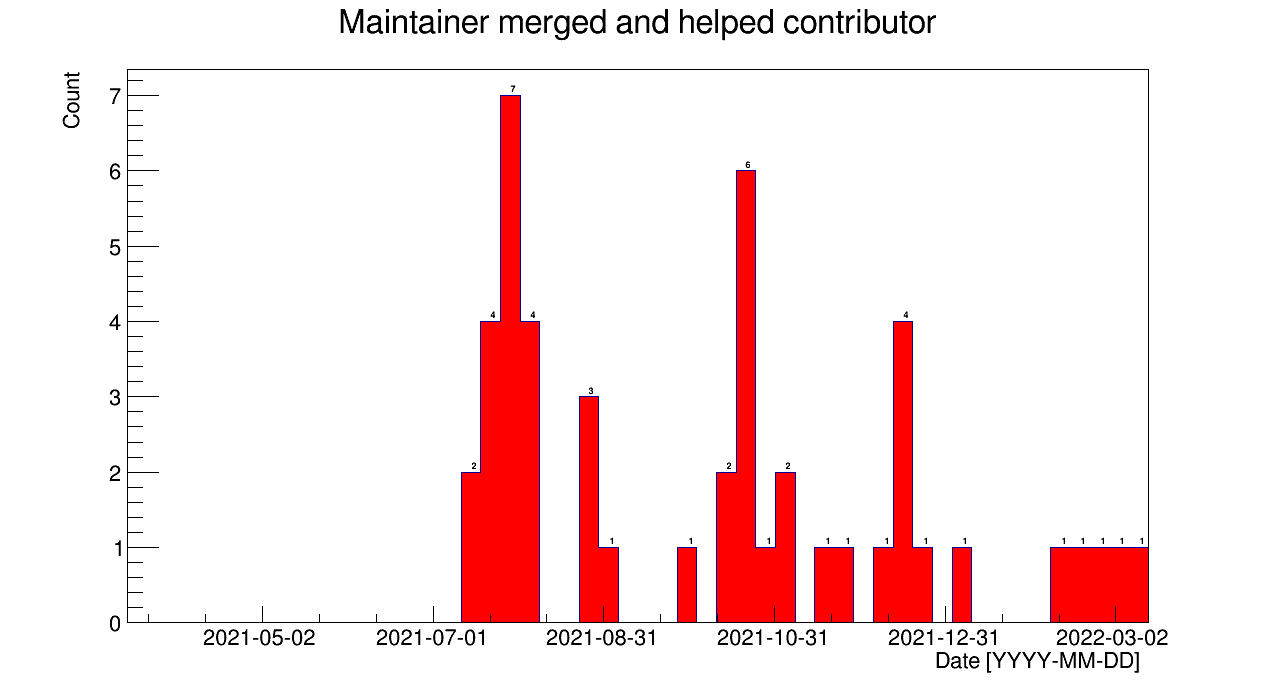 Maintainer merged and helped contributor
Count
7
6
5
4
3
2
1
0
7
6
4 4 4
3
2 2 2
1 1 1 1 1 1 1 1 1 1 1 1 1
2021-05-02 2021-07-01 2021-08-31 2021-10-31 2021-12-31 2022-03-02
Date [YYYY-MM-DD]